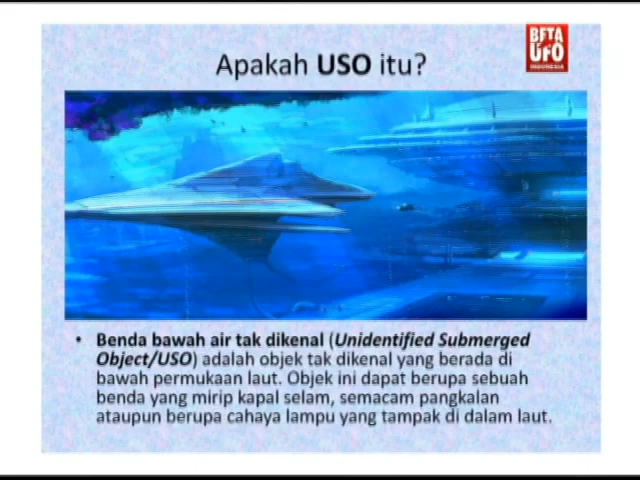 Apakah USO itu?
BETA
UFO
INDONESIA
• Benda bawah air tak dikenal (Unidentified Submerged
Object/USO) adalah objek tak dikenal yang berada di
bawah permukaan laut. Objek ini dapat berupa sebuah
benda yang mirip kapal selam, semacam pangkalan
ataupun berupa cahaya lampu yang tampak di dalam laut.